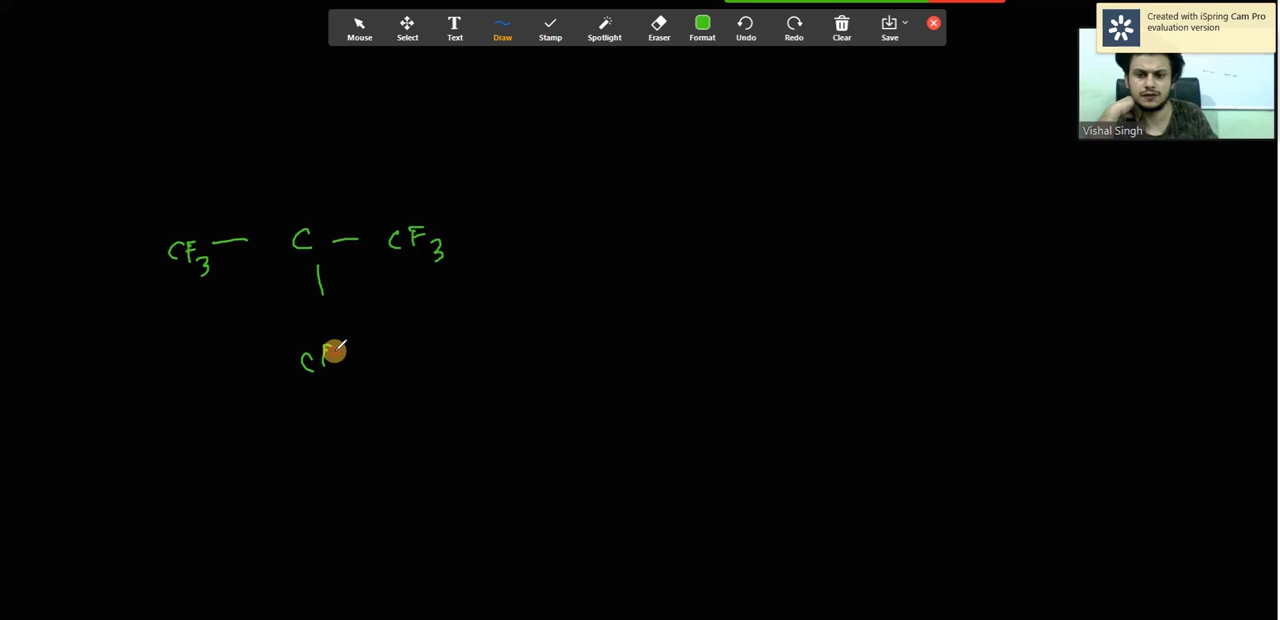 Mouse Select Text Draw Stamp Spotlight Eraser Format Undo Redo Clear Save
Created with iSpring Cam Pro
evaluation version
Vishal Singh
CF3 — C — CF3
|
CF